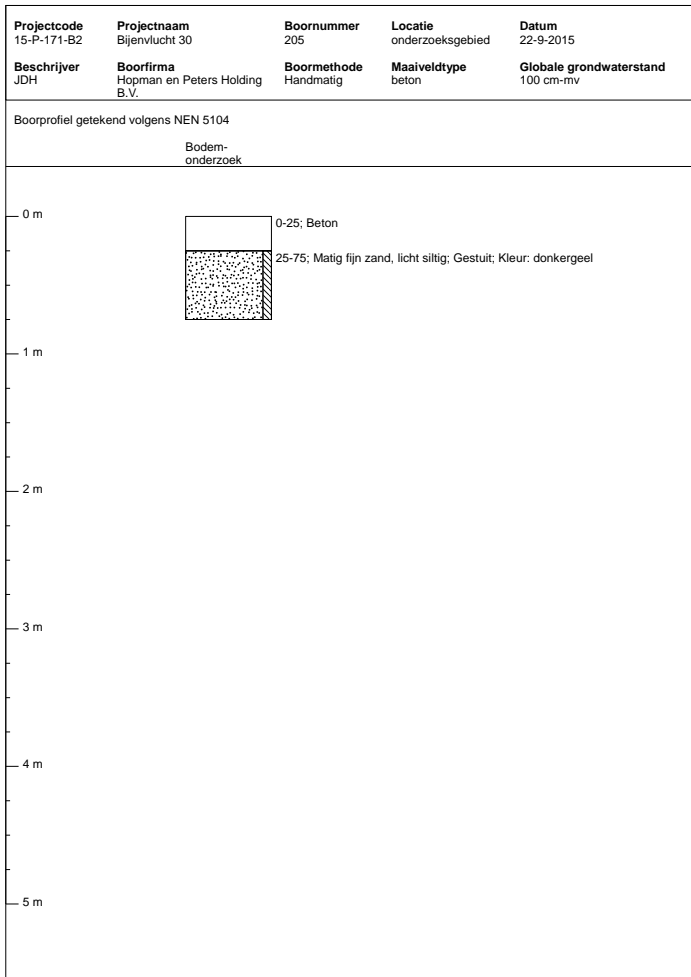 Projectcode Projectnaam Boornummer Locatie Datum
15-P-171-B2 Bijenvlucht 30 205 onderzoeksgebied 22-9-2015
Beschrijver Boorfirma Boormethode Maaiveldtype Globale grondwaterstand
JDH Hopman en Peters Holding Handmatig beton 100 cm-mv
B.V.
Boorprofiel getekend volgens NEN 5104
Bodem-
onderzoek
0 m
0-25; Beton
25-75; Matig fijn zand, licht siltig; Gestuit; Kleur: donkergeel
1 m
2 m
3 m
4 m
5 m